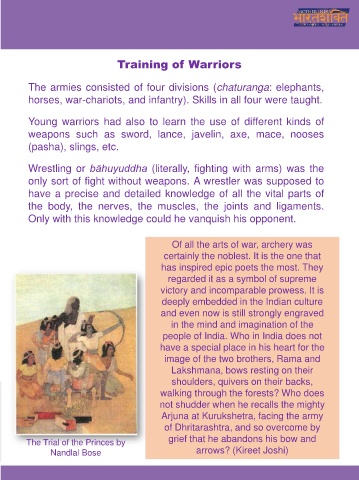 भारतशक्ति
Training of Warriors
The armies consisted of four divisions (chaturanga: elephants,
horses, war-chariots, and infantry). Skills in all four were taught.
Young warriors had also to learn the use of different kinds of
weapons such as sword, lance, javelin, axe, mace, nooses
(pasha), slings, etc.
Wrestling or bāhuyuddha (literally, fighting with arms) was the
only sort of fight without weapons. A wrestler was supposed to
have a precise and detailed knowledge of all the vital parts of
the body, the nerves, the muscles, the joints and ligaments.
Only with this knowledge could he vanquish his opponent.
Of all the arts of war, archery was
certainly the noblest. It is the one that
has inspired epic poets the most. They
regarded it as a symbol of supreme
victory and incomparable prowess. It is
deeply embedded in the Indian culture
and even now is still strongly engraved
in the mind and imagination of the
people of India. Who in India does not
have a special place in his heart for the
image of the two brothers, Rama and
Lakshmana, bows resting on their
shoulders, quivers on their backs,
walking through the forests? Who does
not shudder when he recalls the mighty
Arjuna at Kurukshetra, facing the army
of Dhritarashtra, and so overcome by
grief that he abandons his bow and
arrows? (Kireet Joshi)
The Trial of the Princes by
Nandlal Bose